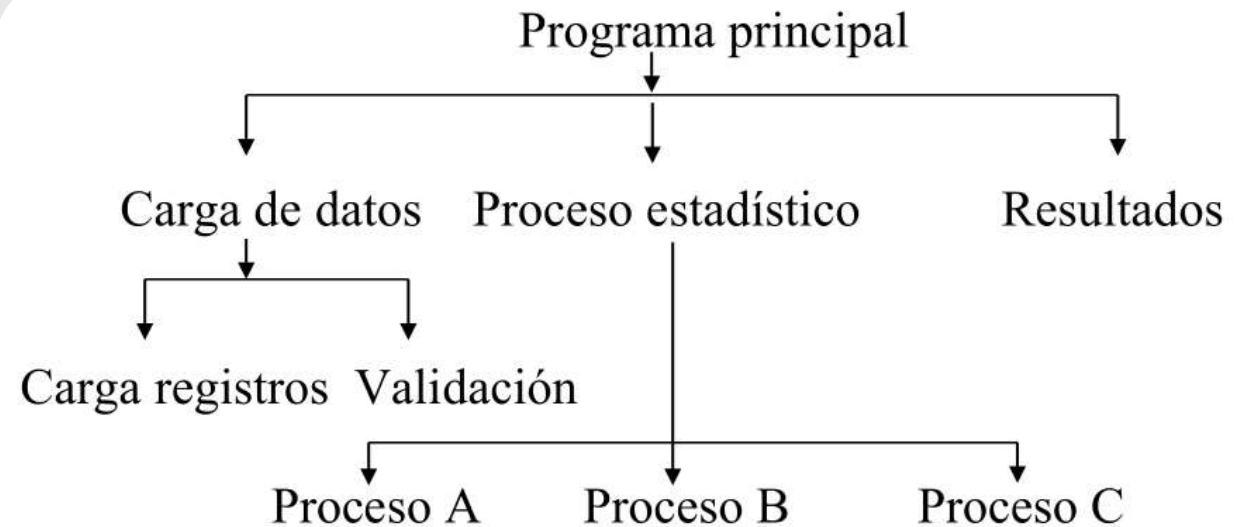 Programa principal
Carga de datos Proceso estadístico Resultados
Carga registros Validación
Proceso A Proceso B Proceso C